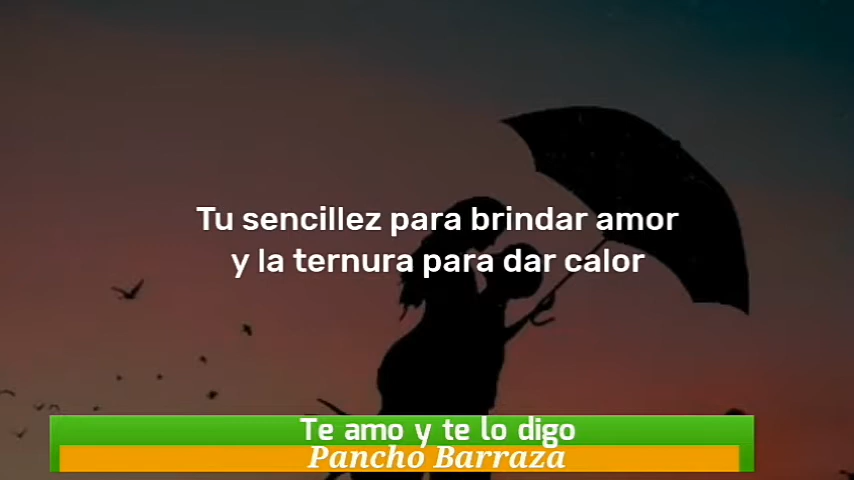 Tu sencillez para brindar amor
y la ternura para dar calor
Te amo y te lo digo
Pancho Barraza